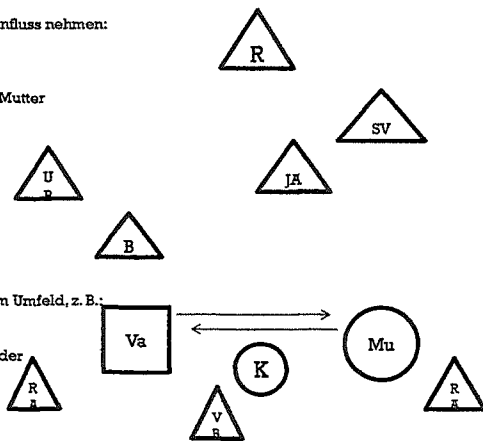 nfluss nehmen:
R
Mutter
SV
U
JA
B
m Umfeld, z. B.:
Va
Mu
K
der
R
A
V
B
R
A